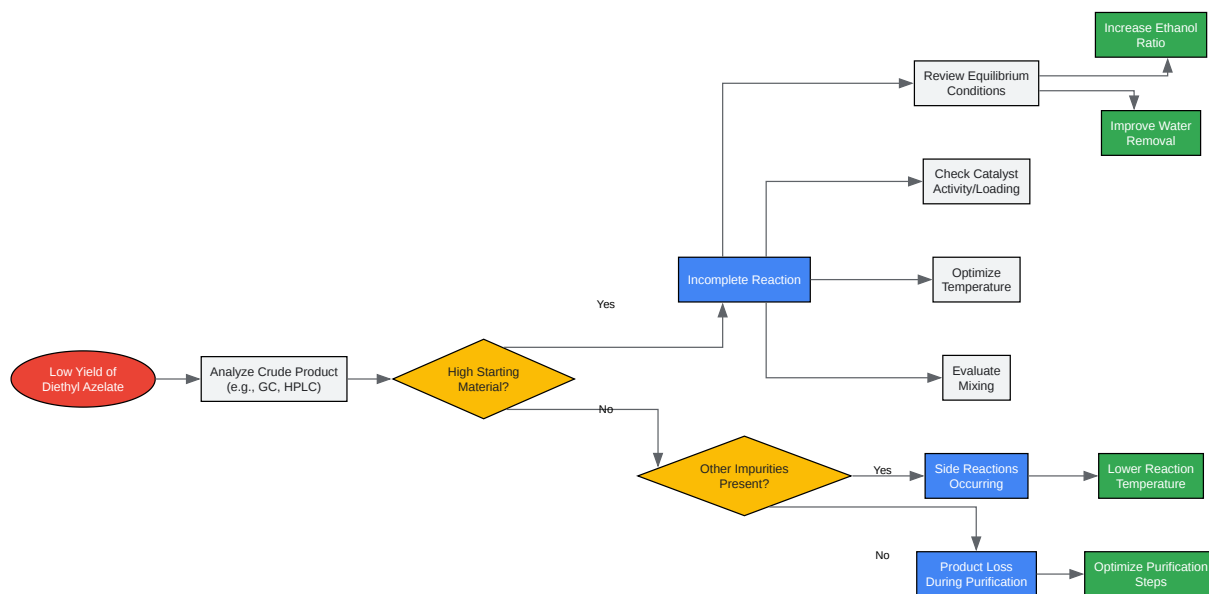 Increase Ethanol
Ratio
Review Equilibrium
Conditions
Improve Water
Removal
Check Catalyst
Activity/Loading
Incomplete Reaction
Optimize
Temperature
Yes
Low Yield of
Diethyl Azelate
Analyze Crude Product
(e.g., GC, HPLC)
High Starting
Material?
Evaluate
Mixing
No
Other Impurities
Present?
Yes
Side Reactions
Occurring
Lower Reaction
Temperature
No
Product Loss
During Purification
Optimize Purification
Steps